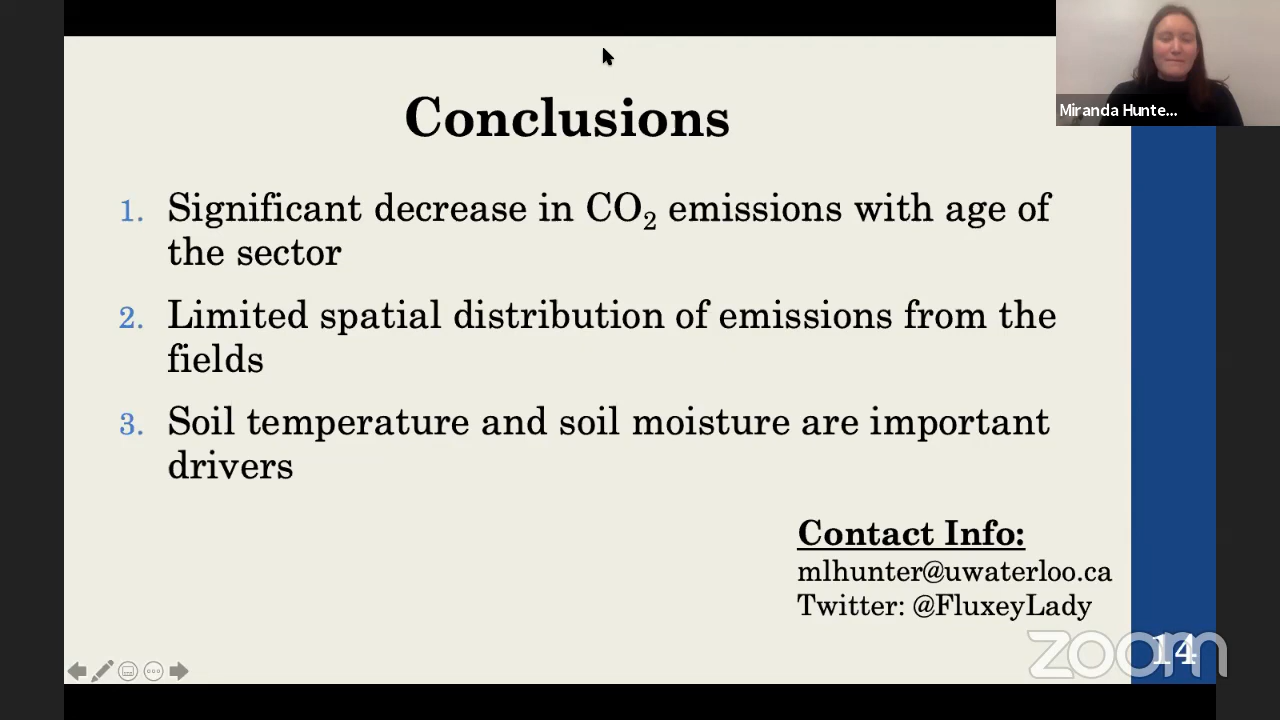 Conclusions
Miranda Hunte...
1. Significant decrease in CO₂ emissions with age of
the sector
2. Limited spatial distribution of emissions from the
fields
3. Soil temperature and soil moisture are important
drivers
Contact Info:
mlhunter@uwaterloo.ca
Twitter: @FluxeyLady
zoom
14